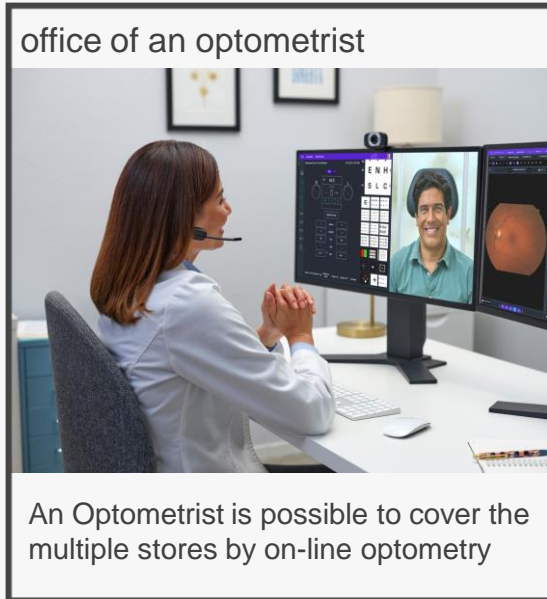 office of an optometrist
E N H
S L C
E
An Optometrist is possible to cover the
multiple stores by on-line optometry